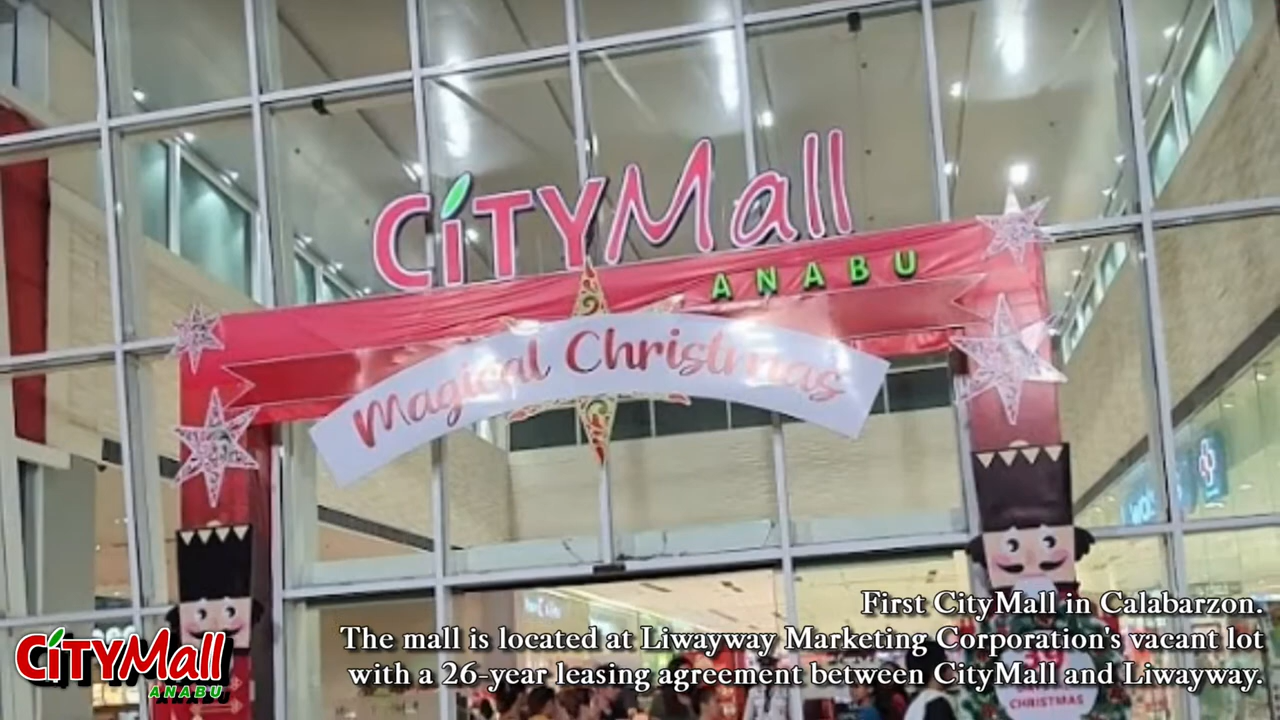 CiTYMall
ANABU
Magical Christmas
First CityMall in Calabarzon.
The mall is located at Liwayway Marketing Corporation's vacant lot
with a 26-year leasing agreement between CityMall and Liwayway.
CiTYMall
ANABU
CHRISTMAS